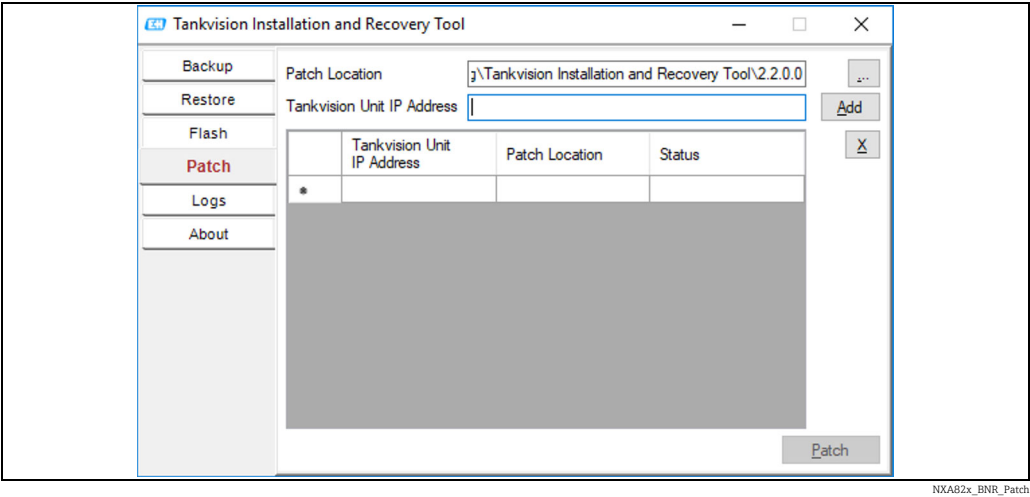 EH Tankvision Installation and Recovery Tool
Backup
Restore
Flash
Patch
Logs
About
Patch Location
ɡ\Tankvision Installation and Recovery Tool\2.2.0.0
...
Tankvision Unit IP Address
Add
X
Tankvision Unit
IP Address
Patch Location
Status
*
Patch
NXA82x_BNR_Patch